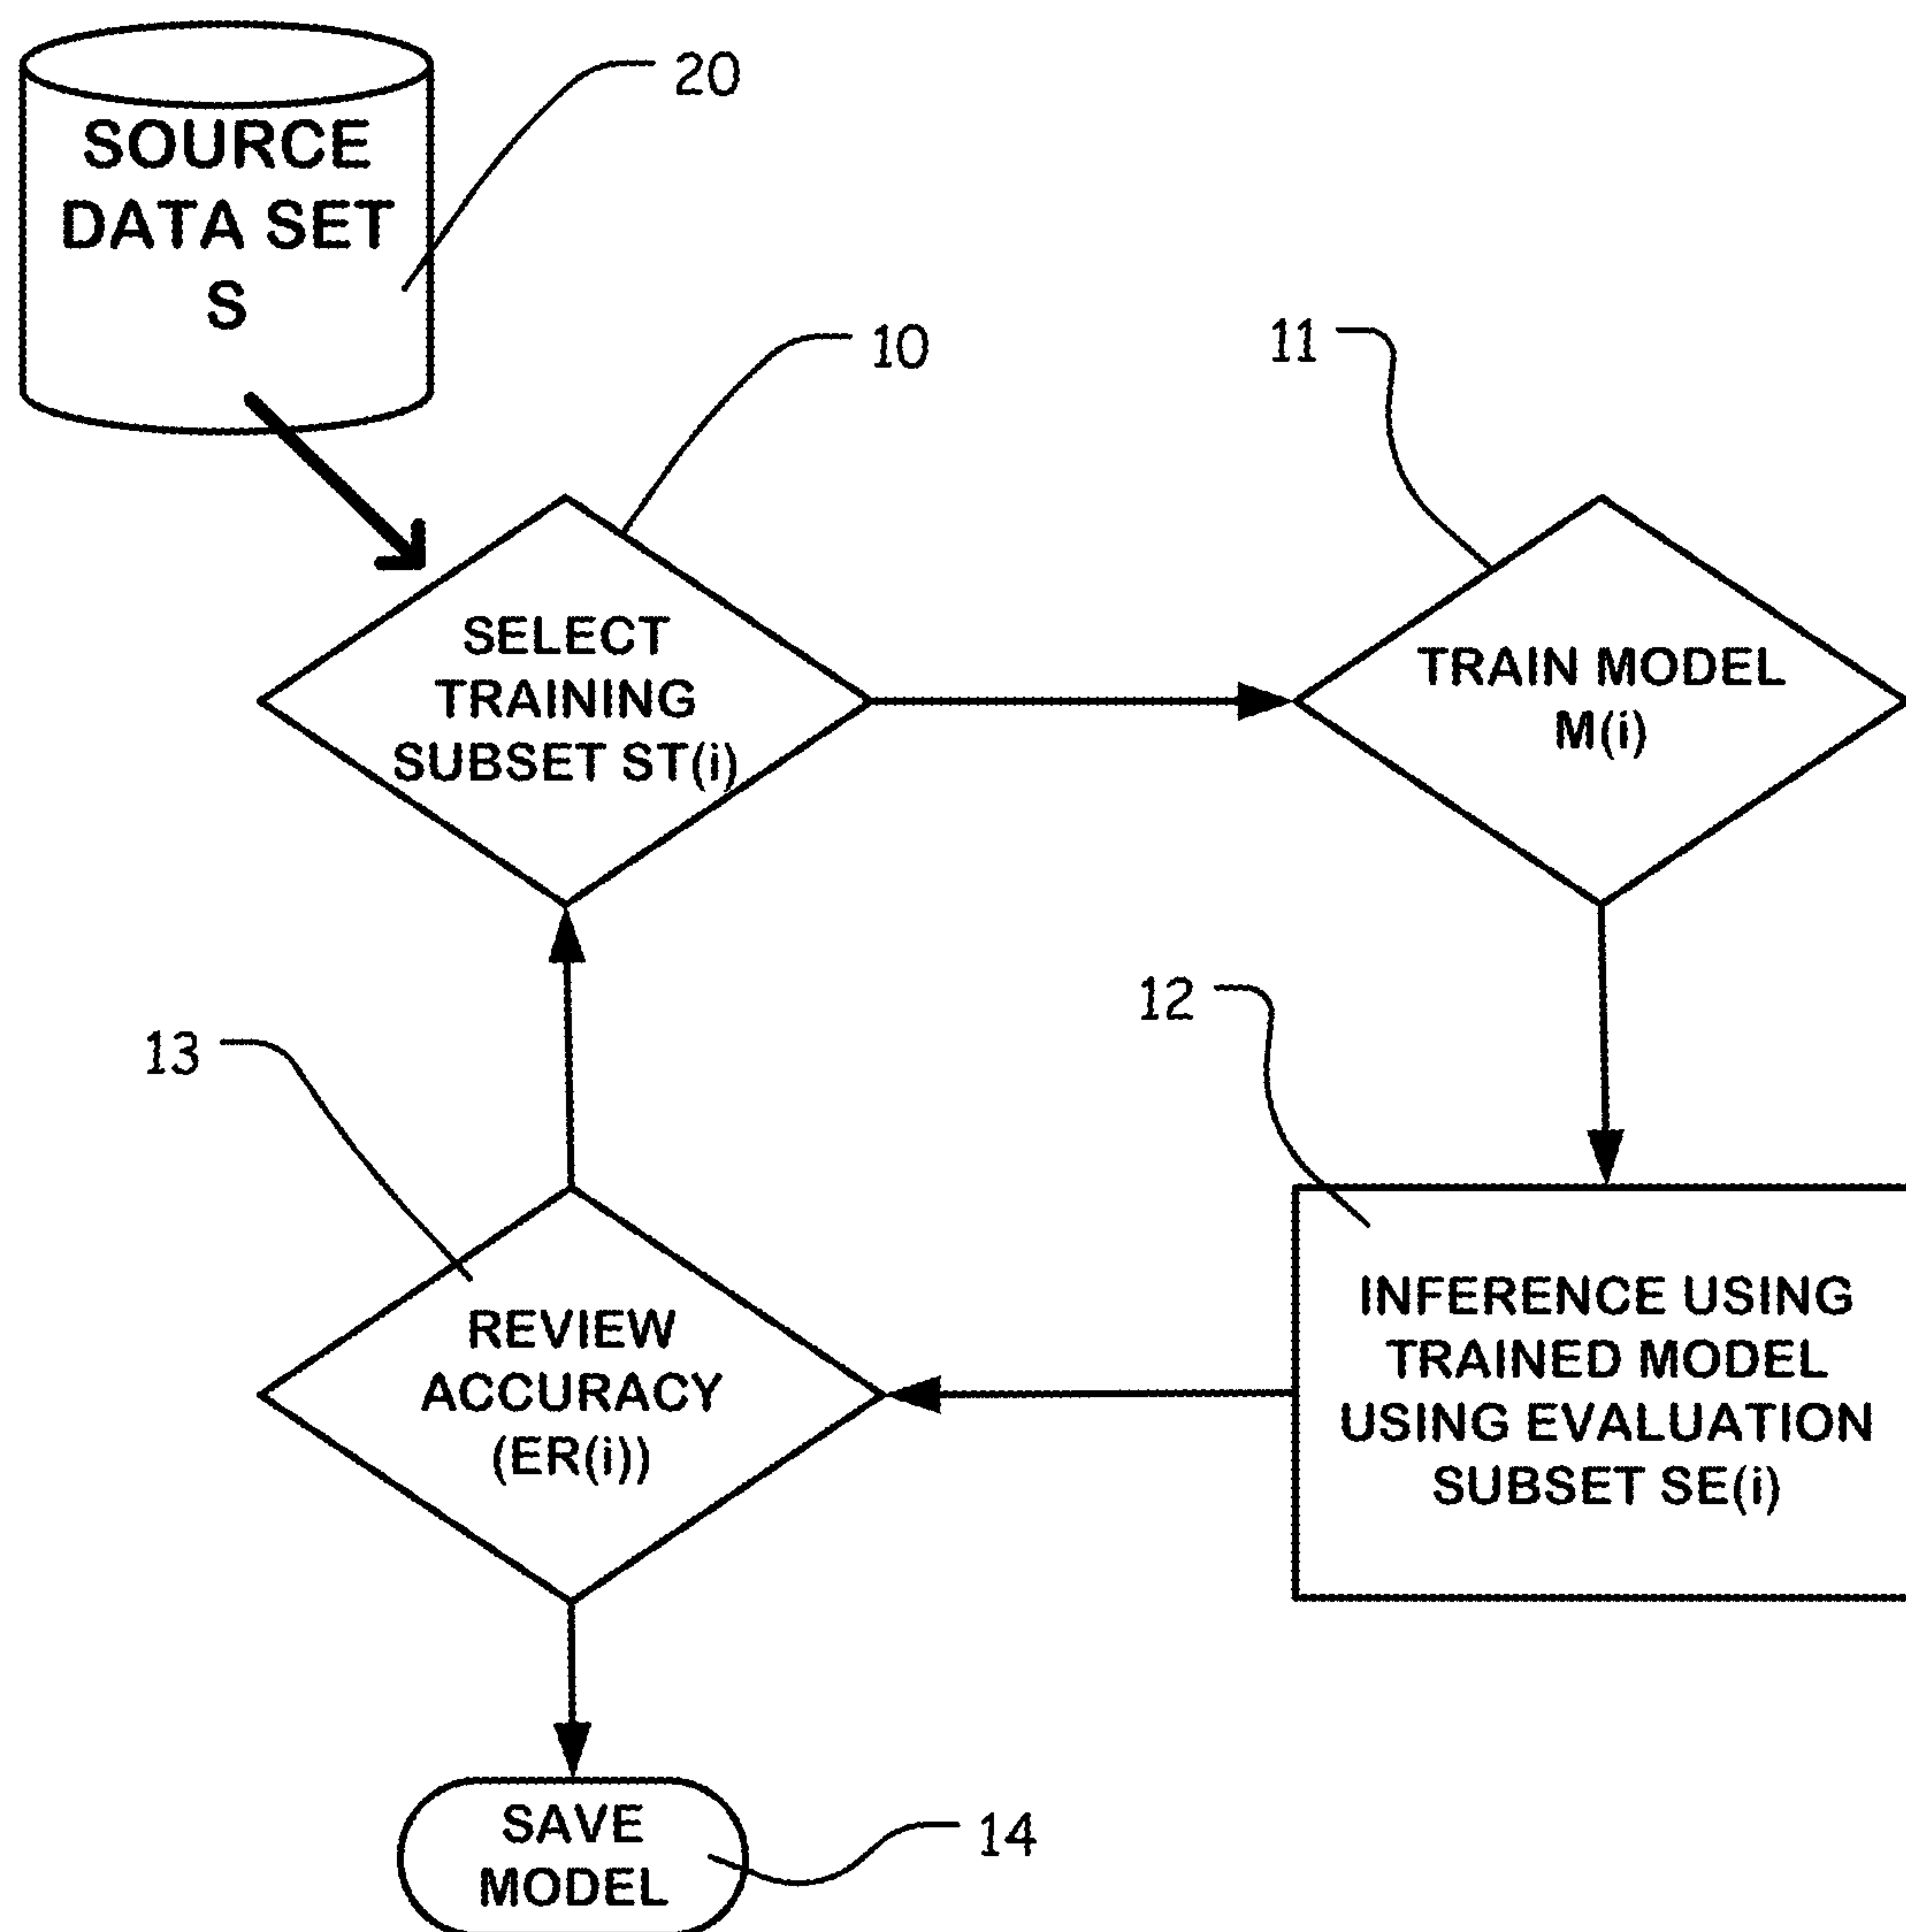 20
SOURCE
DATA SET
S
10
11
SELECT
TRAINING
SUBSET ST(i)
TRAIN MODEL
M(i)
12
13
INFERENCE USING
TRAINED MODEL
USING EVALUATION
SUBSET SE(i)
REVIEW
ACCURACY
(ER(i))
SAVE
MODEL
14